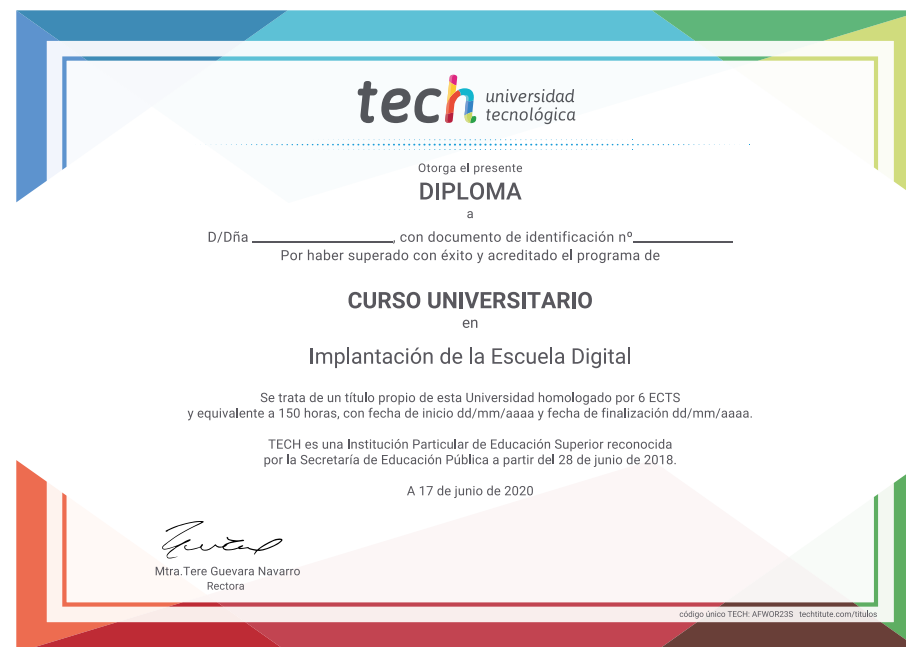 tech universidad
tecnológica
Otorga el presente
DIPLOMA
a
D/Dña ____________________, con documento de identificación nº______________
Por haber superado con éxito y acreditado el programa de
CURSO UNIVERSITARIO
en
Implantación de la Escuela Digital
Se trata de un título propio de esta Universidad homologado por 6 ECTS
y equivalente a 150 horas, con fecha de inicio dd/mm/aaaa y fecha de finalización dd/mm/aaaa.
TECH es una Institución Particular de Educación Superior reconocida
por la Secretaría de Educación Pública a partir del 28 de junio de 2018.
A 17 de junio de 2020
Mtra.Tere Guevara Navarro
Rectora
código único TECH: AFWOR23S techtitute.com/titulos